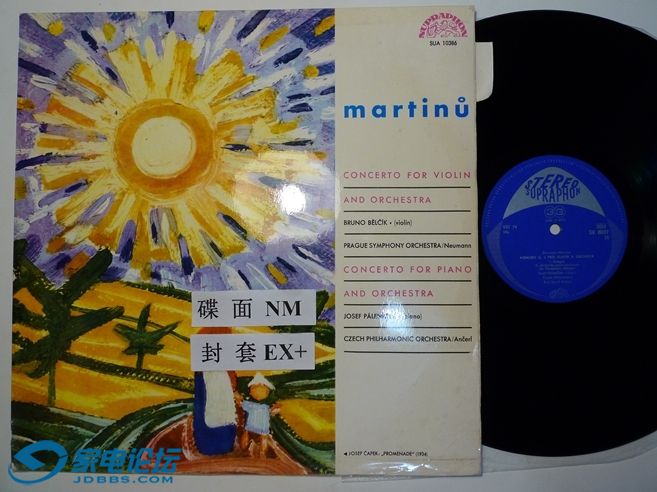 SUPRAPHON
SUA 10386
martinů
CONCERTO FOR VIOLIN
AND ORCHESTRA
BRUNO BĚLČÍK • (violin)
PRAGUE SYMPHONY ORCHESTRA/Neumann
CONCERTO FOR PIANO
AND ORCHESTRA
JOSEF PÁLENÍČEK
CZECH PHILHARMONIC ORCHESTRA/Ančerl
◄ JOSEF ČAPEK: „PROMENADE" (1934)
碟 面 NM
封 套 EX+
STEREO
SUPRAPHON
33
家电论坛
JDBBS.COM